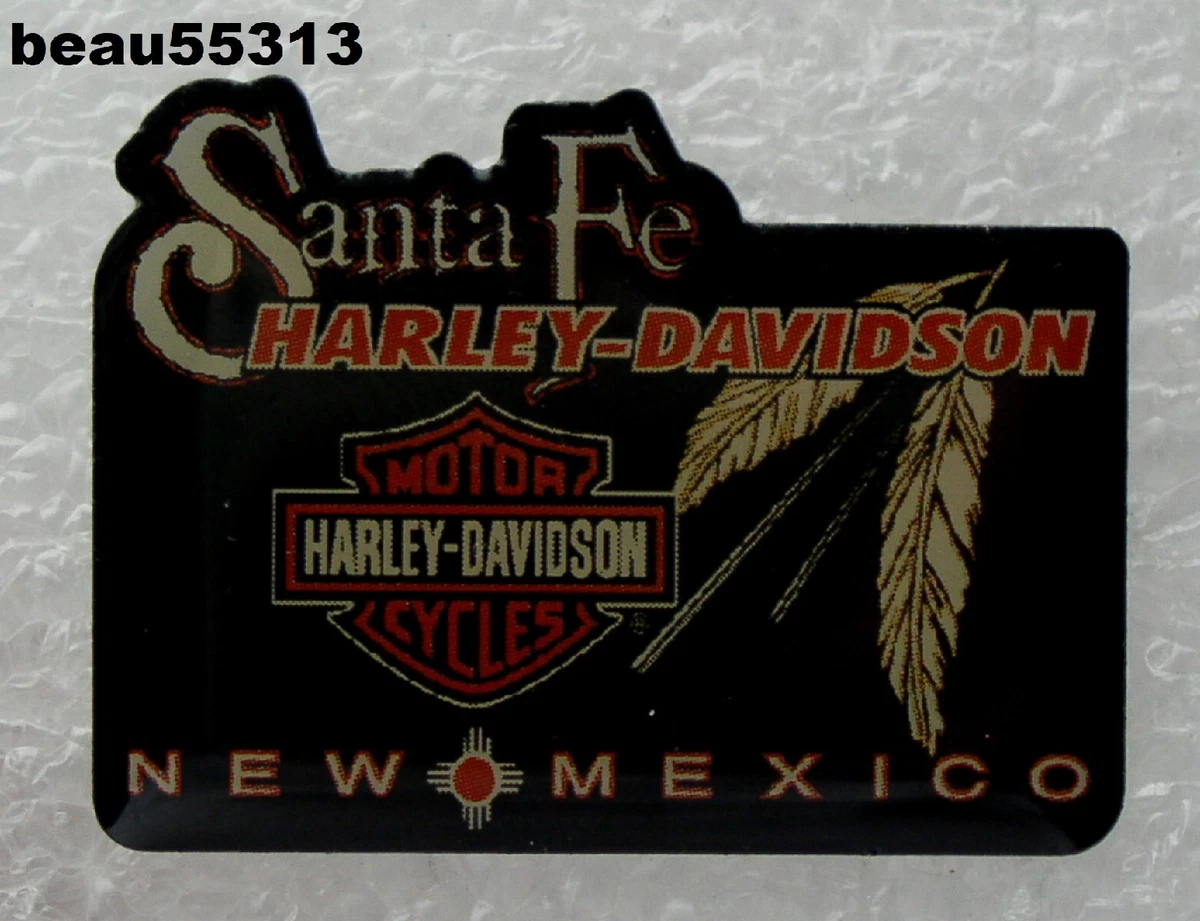 beau55313
Santa Fe
HARLEY-DAVIDSON
MOTOR
HARLEY-DAVIDSON
CYCLES
®
NEW MEXICO